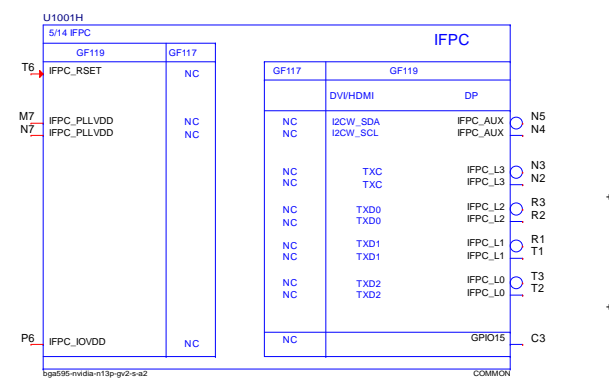 U1001H
5/14 IFPC
IFPC
GF119 GF117
T6 IFPC_RSET NC
GF117 GF119
DVI/HDMI DP
M7 IFPC_PLLVDD NC
N7 IFPC_PLLVDD NC
NC I2CW_SDA IFPC_AUX N5
NC I2CW_SCL IFPC_AUX N4
NC TXC IFPC_L3 N3
NC TXC IFPC_L3 N2
NC TXD0 IFPC_L2 R3
NC TXD0 IFPC_L2 R2
NC TXD1 IFPC_L1 R1
NC TXD1 IFPC_L1 T1
NC TXD2 IFPC_L0 T3
NC TXD2 IFPC_L0 T2
P6 IFPC_IOVDD NC
NC GPIO15 C3
bga595-nvidia-n13p-gv2-s-a2 COMMON